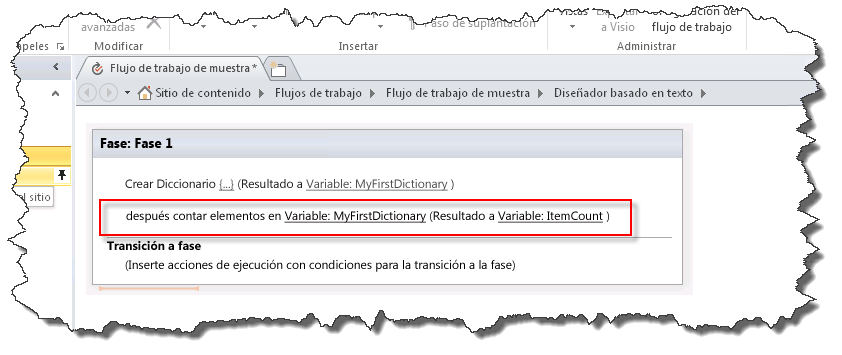 avanzadas
Paso de suplantación
a Visio
flujo de trabajo
Modificar
Insertar
Administrar
Flujo de trabajo de muestra*
Sitio de contenido
Flujos de trabajo
Flujo de trabajo de muestra
Diseñador basado en texto
Fase: Fase 1
Crear Diccionario {...} (Resultado a Variable: MyFirstDictionary )
sitio
después contar elementos en Variable: MyFirstDictionary (Resultado a Variable: ItemCount )
Transición a fase
(Inserte acciones de ejecución con condiciones para la transición a la fase)